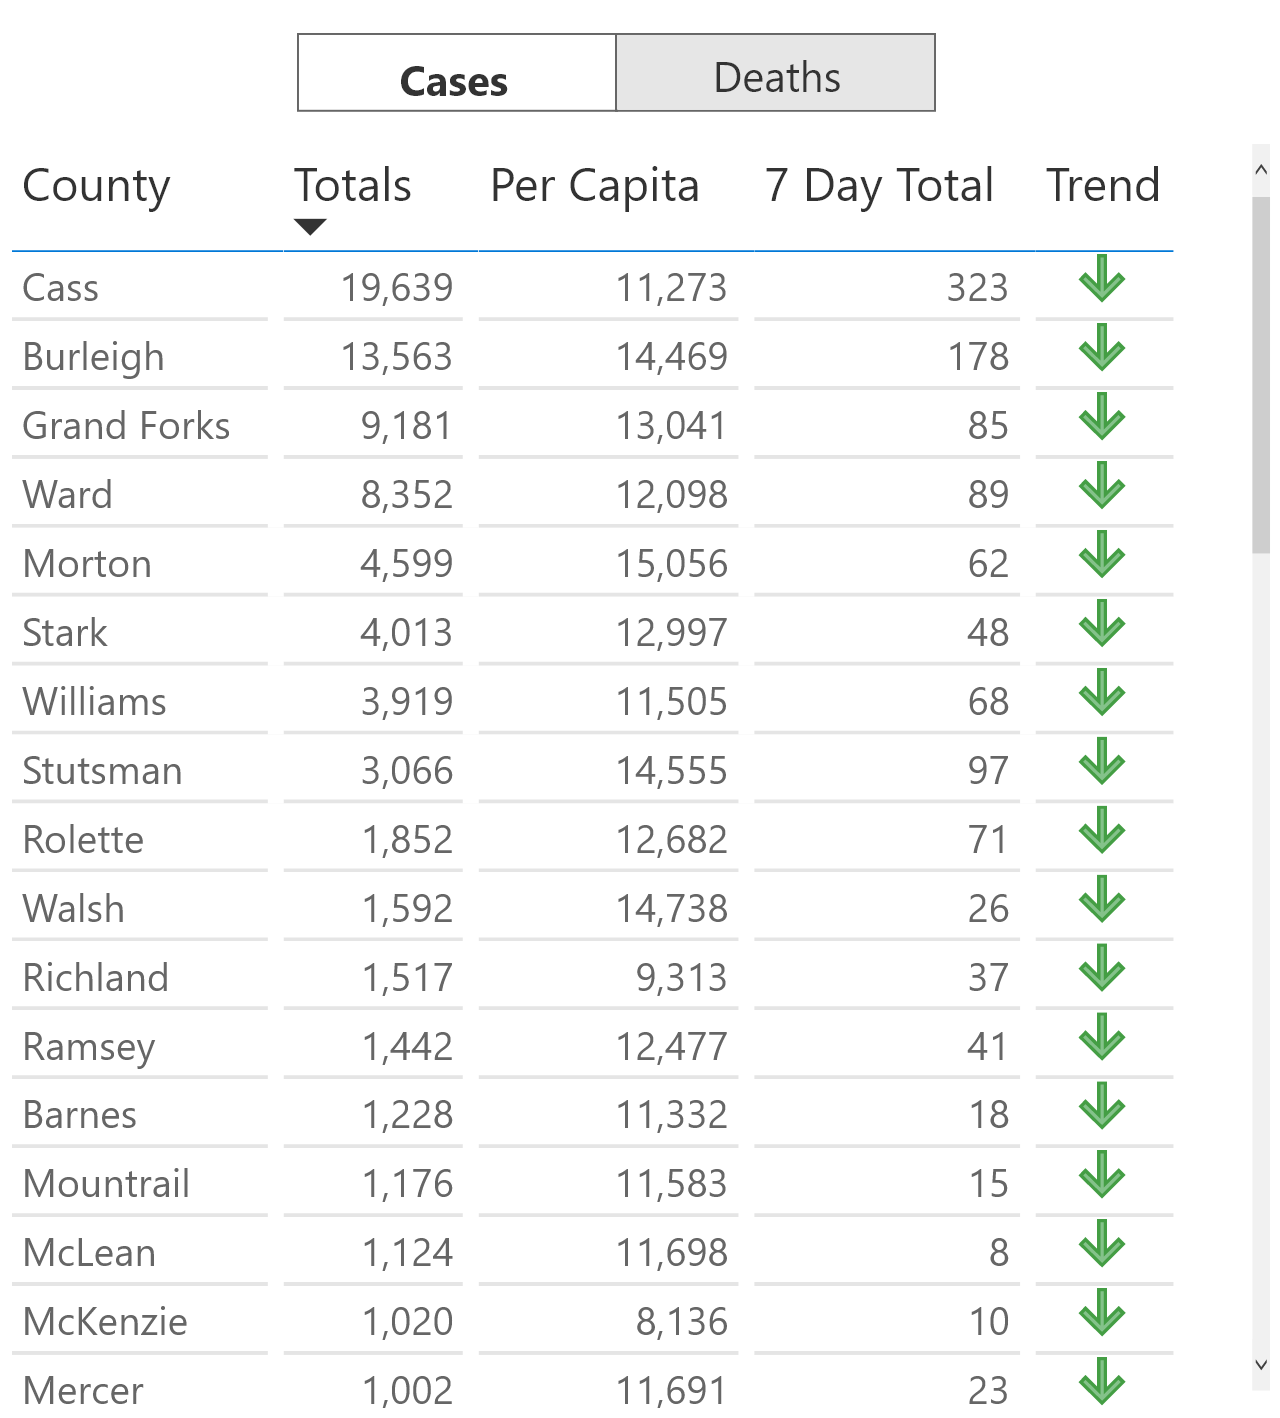 Cases Deaths
County Totals Per Capita 7 Day Total Trend
Cass 19,639 11,273 323
Burleigh 13,563 14,469 178
Grand Forks 9,181 13,041 85
Ward 8,352 12,098 89
Morton 4,599 15,056 62
Stark 4,013 12,997 48
Williams 3,919 11,505 68
Stutsman 3,066 14,555 97
Rolette 1,852 12,682 71
Walsh 1,592 14,738 26
Richland 1,517 9,313 37
Ramsey 1,442 12,477 41
Barnes 1,228 11,332 18
Mountrail 1,176 11,583 15
McLean 1,124 11,698 8
McKenzie 1,020 8,136 10
Mercer 1,002 11,691 23